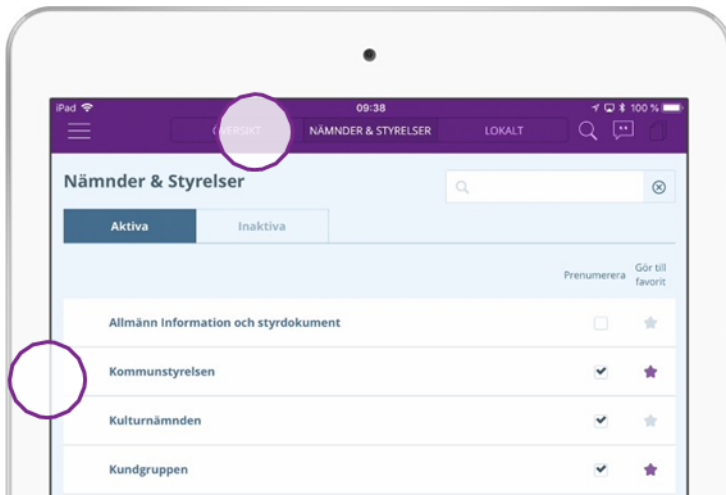 iPad 09:38 100 %
ÖVERSIKT NÄMNDER & STYRELSER LOKALT
Nämnder & Styrelser
Aktiva Inaktiva
Prenumerera Gör till
favorit
Allmänn Information och styrdokument
Kommunstyrelsen
Kulturnämnden
Kundgruppen